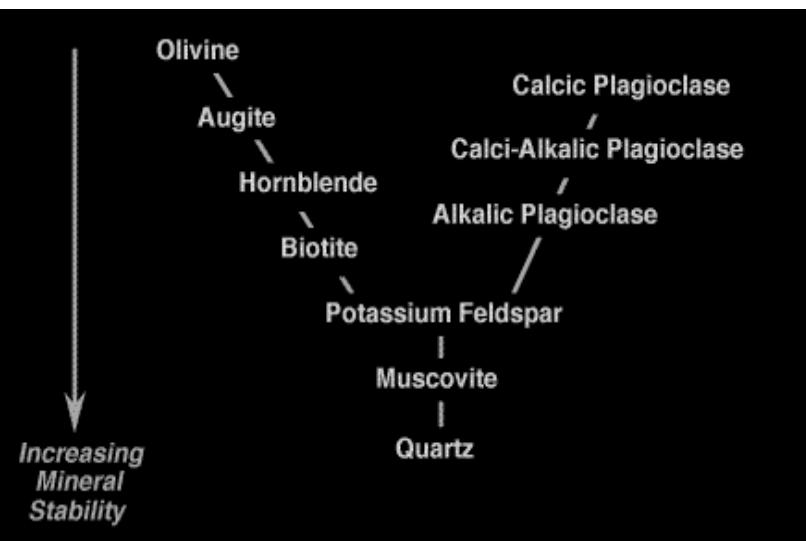 Olivine
Calcic Plagioclase
Augite
Calci-Alkalic Plagioclase
Hornblende
Alkalic Plagioclase
Biotite
Potassium Feldspar
Muscovite
Quartz
Increasing
Mineral
Stability